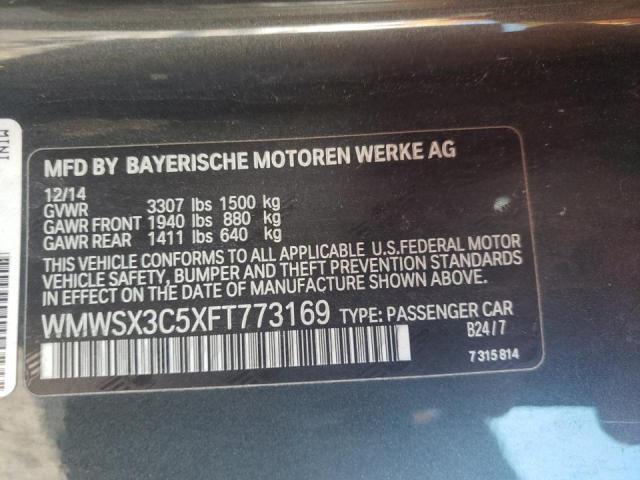 MINI
MFD BY BAYERISCHE MOTOREN WERKE AG
12/14
GVWR 3307 lbs 1500 kg
GAWR FRONT 1940 lbs 880 kg
GAWR REAR 1411 lbs 640 kg
THIS VEHICLE CONFORMS TO ALL APPLICABLE U.S.FEDERAL MOTOR
VEHICLE SAFETY, BUMPER AND THEFT PREVENTION STANDARDS
IN EFFECT ON THE DATE OF MANUFACTURE SHOWN ABOVE.
WMWSX3C5XFT773169 TYPE: PASSENGER CAR
B24/7
7315814